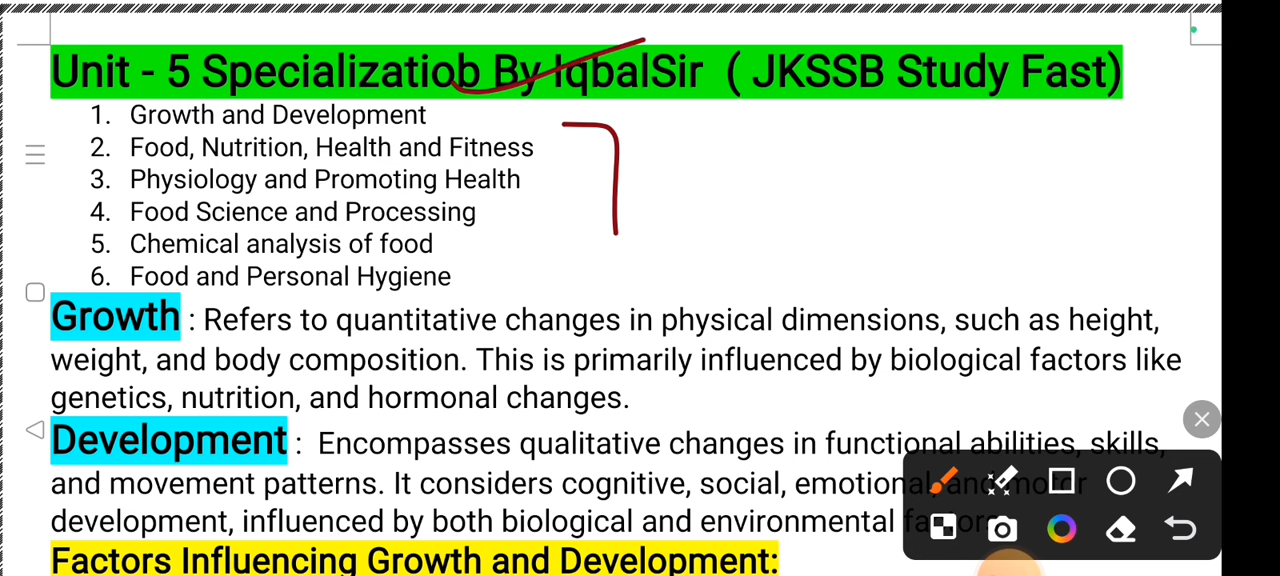 Unit - 5 Specializatiob By IqbalSir ( JKSSB Study Fast)
1. Growth and Development
2. Food, Nutrition, Health and Fitness
3. Physiology and Promoting Health
4. Food Science and Processing
5. Chemical analysis of food
6. Food and Personal Hygiene
Growth : Refers to quantitative changes in physical dimensions, such as height,
weight, and body composition. This is primarily influenced by biological factors like
genetics, nutrition, and hormonal changes.
Development : Encompasses qualitative changes in functional abilities, skills,
and movement patterns. It considers cognitive, social, emotional, and motor
development, influenced by both biological and environmental factors.
Factors Influencing Growth and Development: